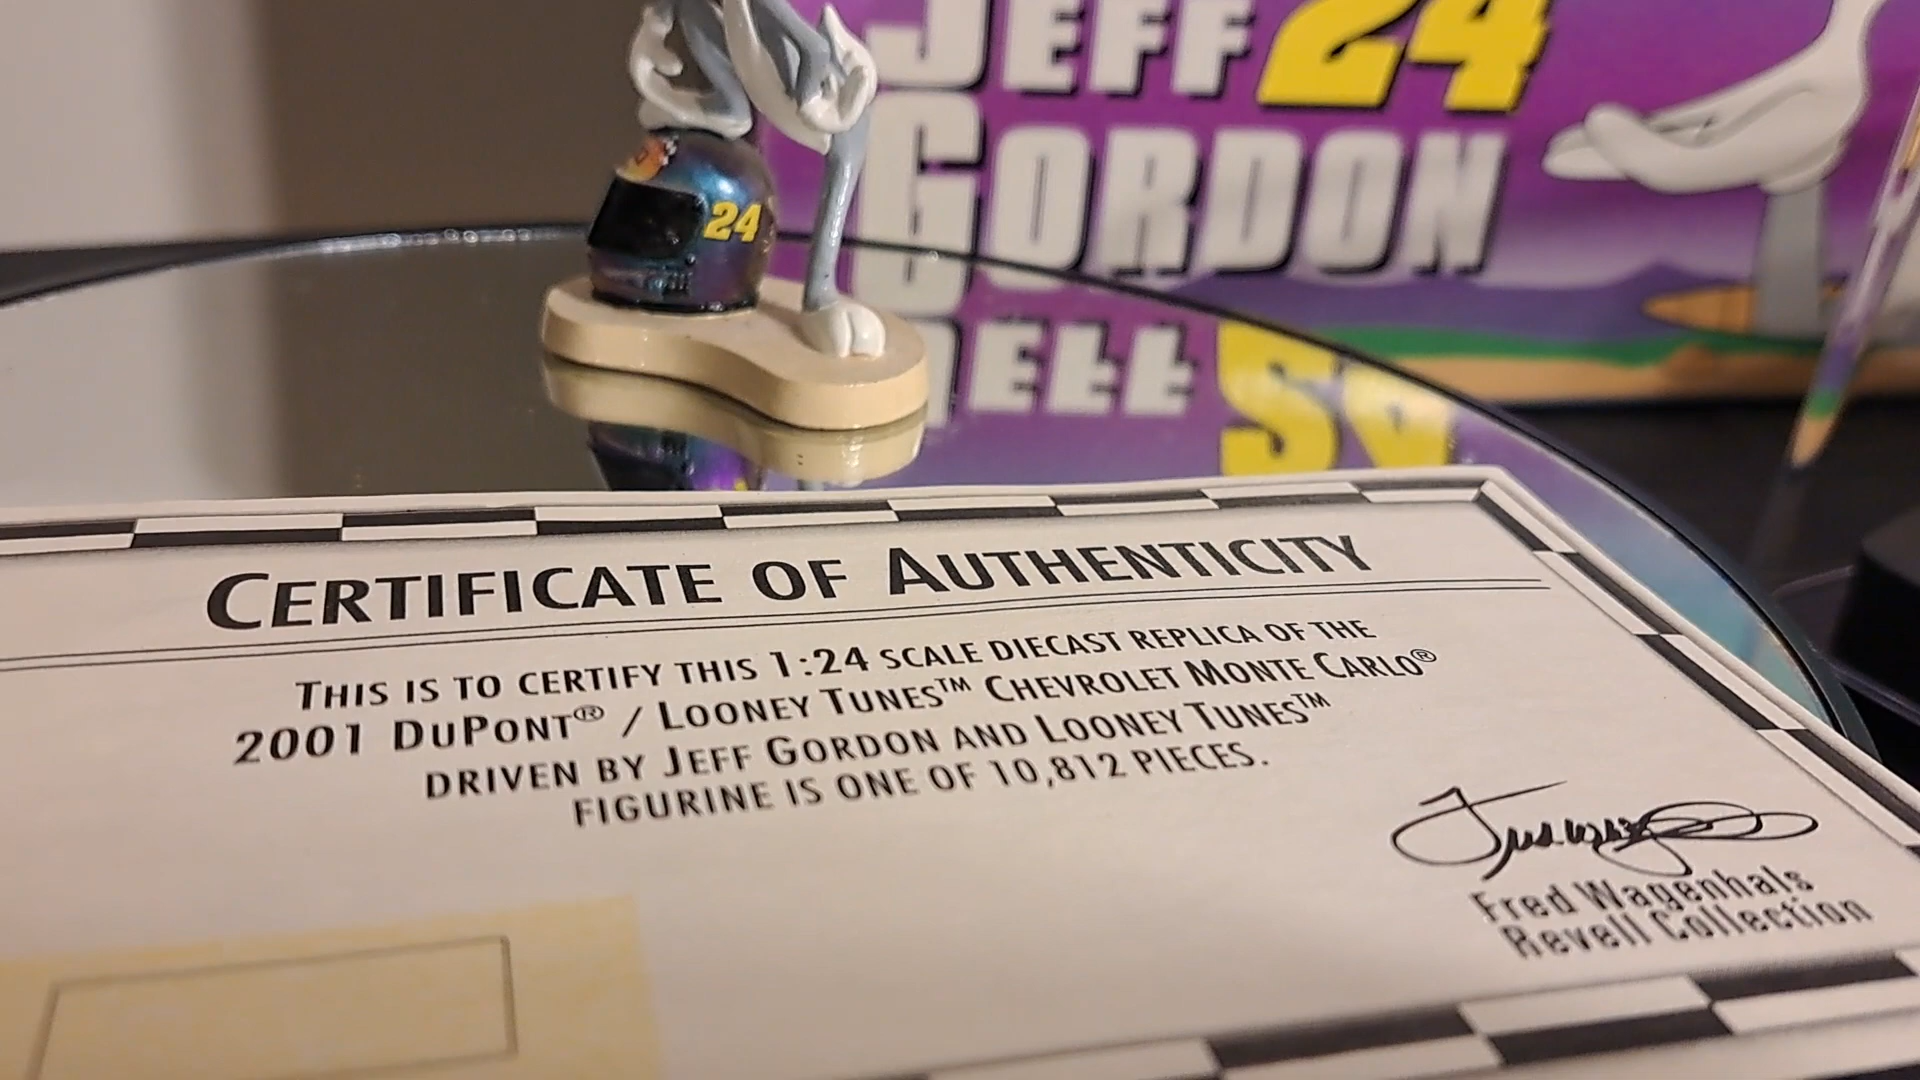 JEFF 24
GORDON
24
CERTIFICATE OF AUTHENTICITY
THIS IS TO CERTIFY THIS 1:24 SCALE DIECAST REPLICA OF THE
2001 DUPONT® / LOONEY TUNES™ CHEVROLET MONTE CARLO®
DRIVEN BY JEFF GORDON AND LOONEY TUNES™
FIGURINE IS ONE OF 10,812 PIECES.
Fred Wagenhals
Revell Collection